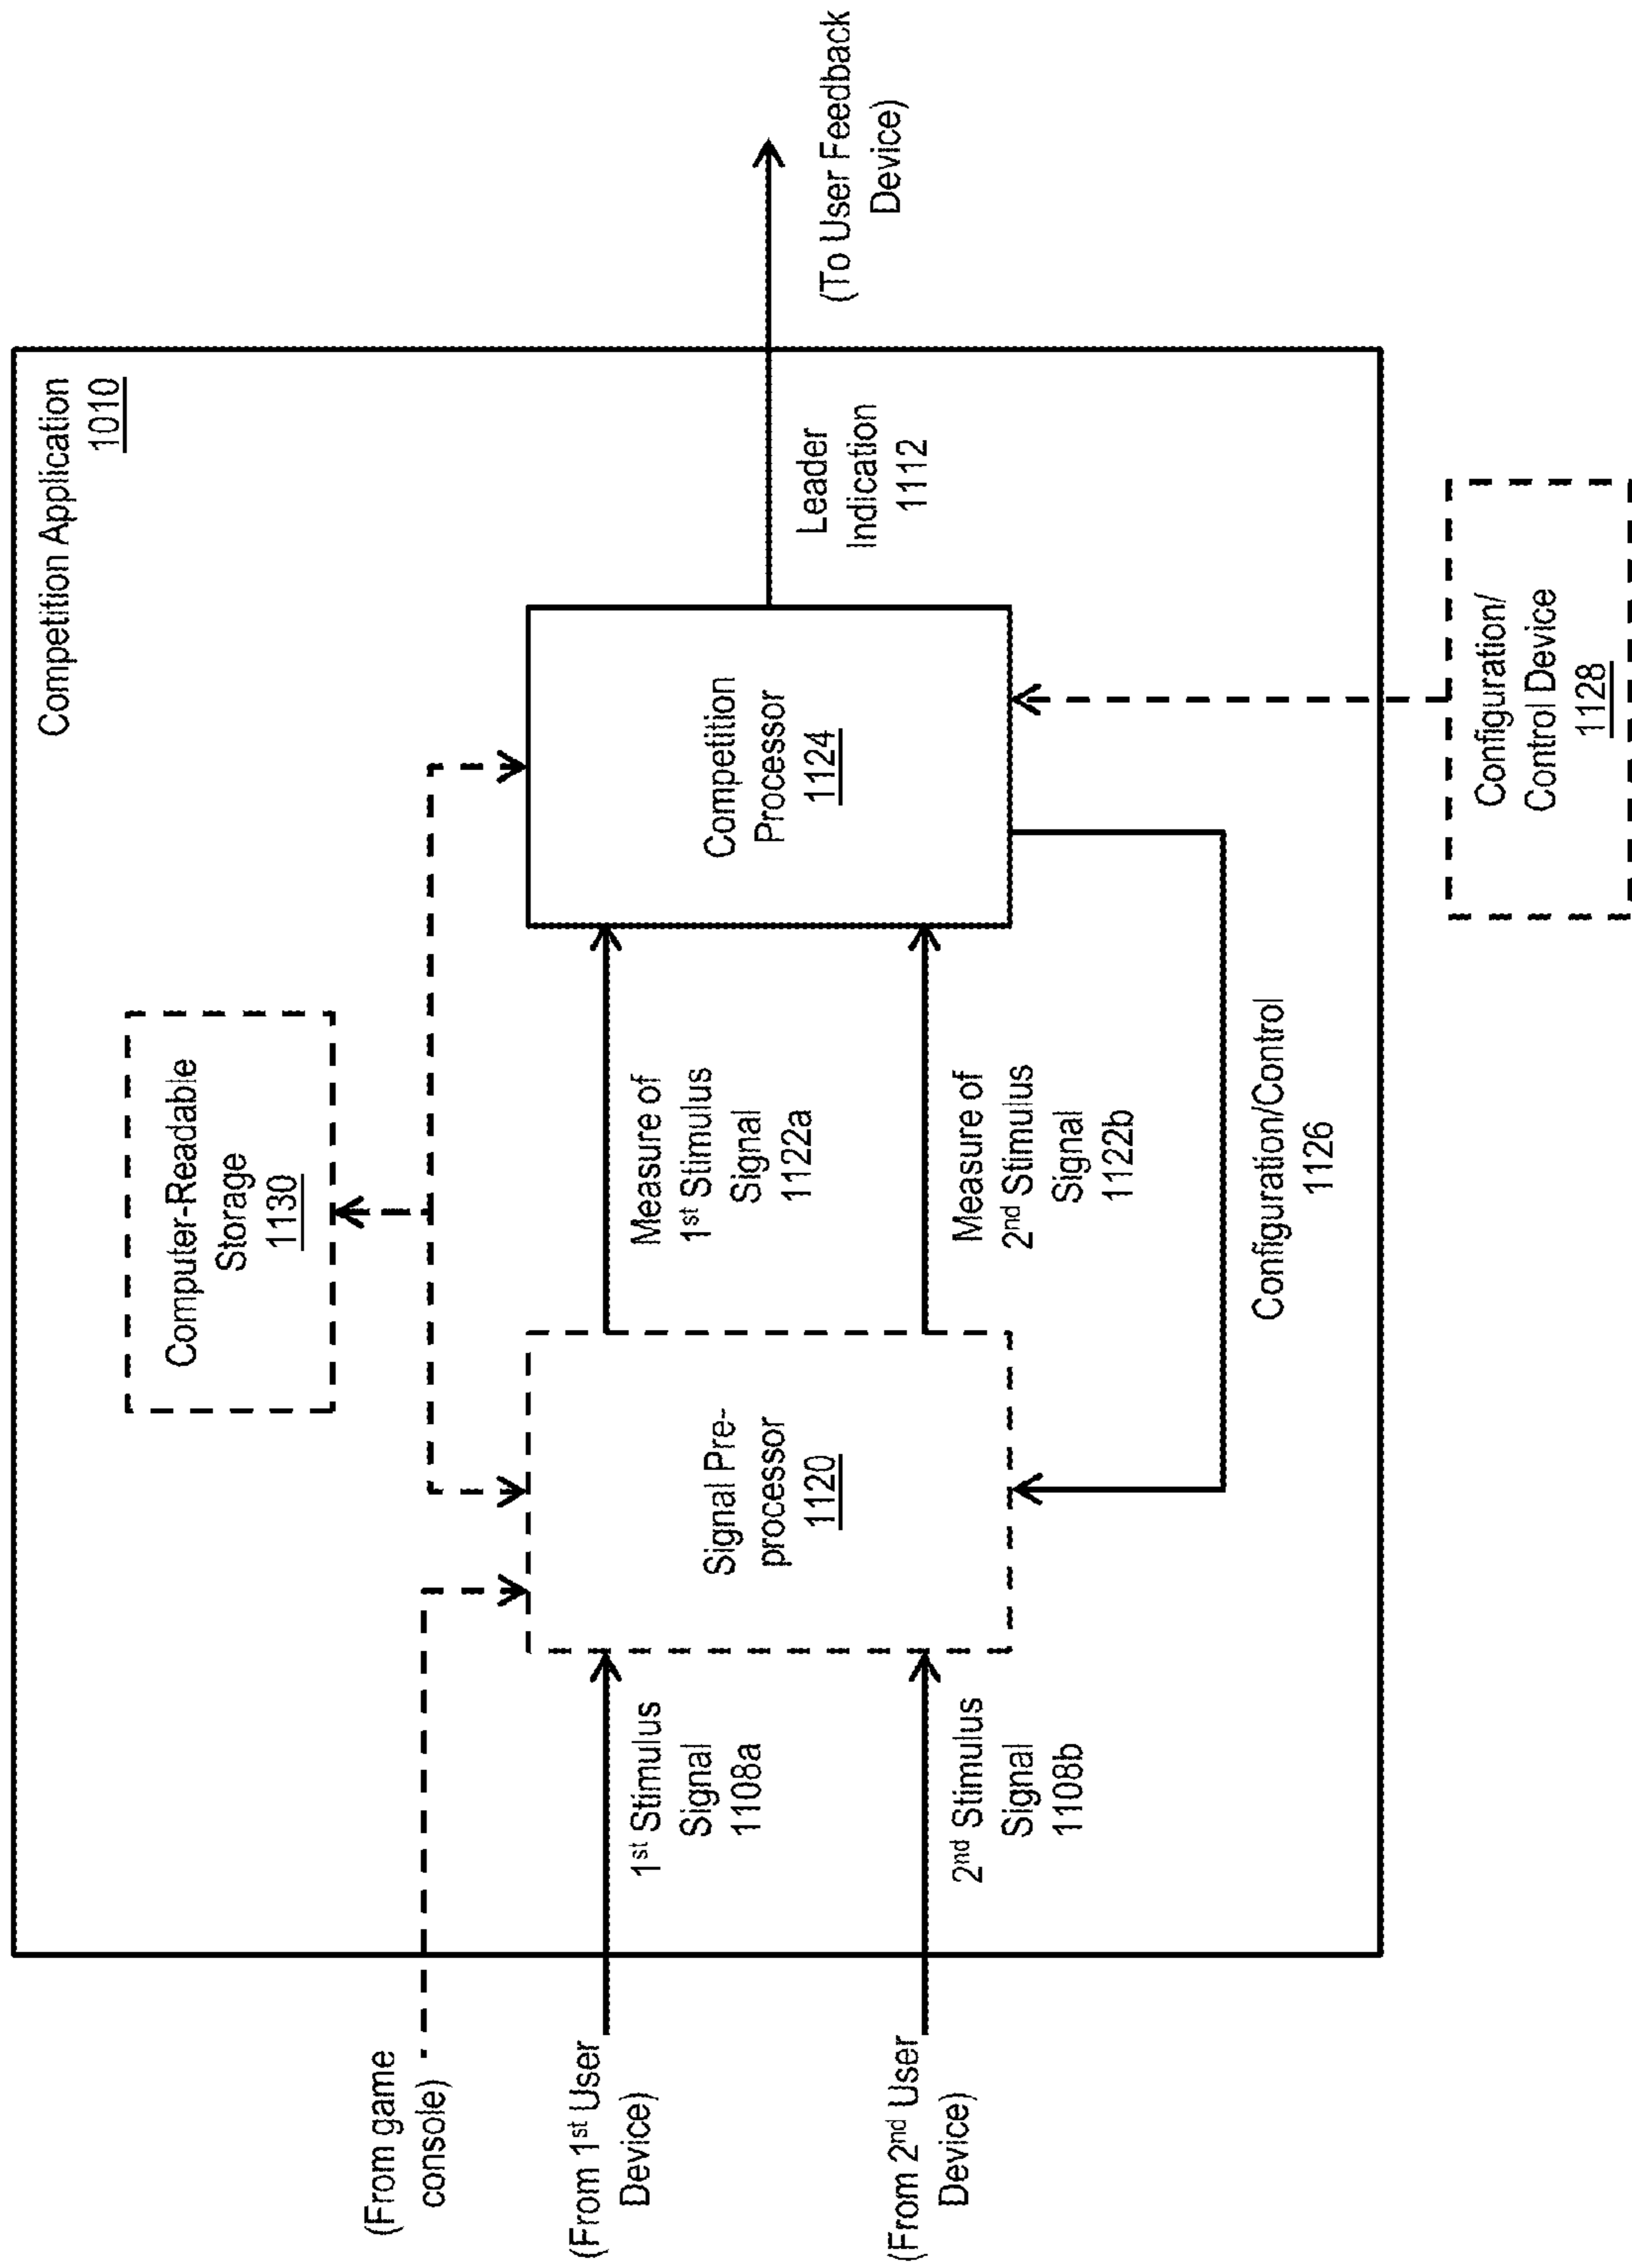 Competition Application
1010
Computer-Readable
Storage
1130
(From game
console)
(From 1st User
Device)
(From 2nd User
Device)
1st Stimulus
Signal
1108a
2nd Stimulus
Signal
1108b
Signal Pre-
processor
1120
Measure of
1st Stimulus
Signal
1122a
Measure of
2nd Stimulus
Signal
1122b
Competition
Processor
1124
Leader
Indication
1112
(To User Feedback
Device)
Configuration/Control
1126
Configuration/
Control Device
1128